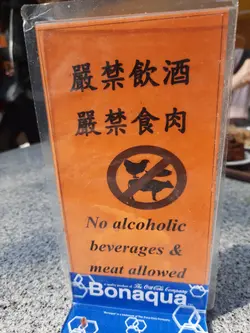 嚴禁飲酒
嚴禁食肉
No alcoholic
beverages &
meat allowed
Bonaqua